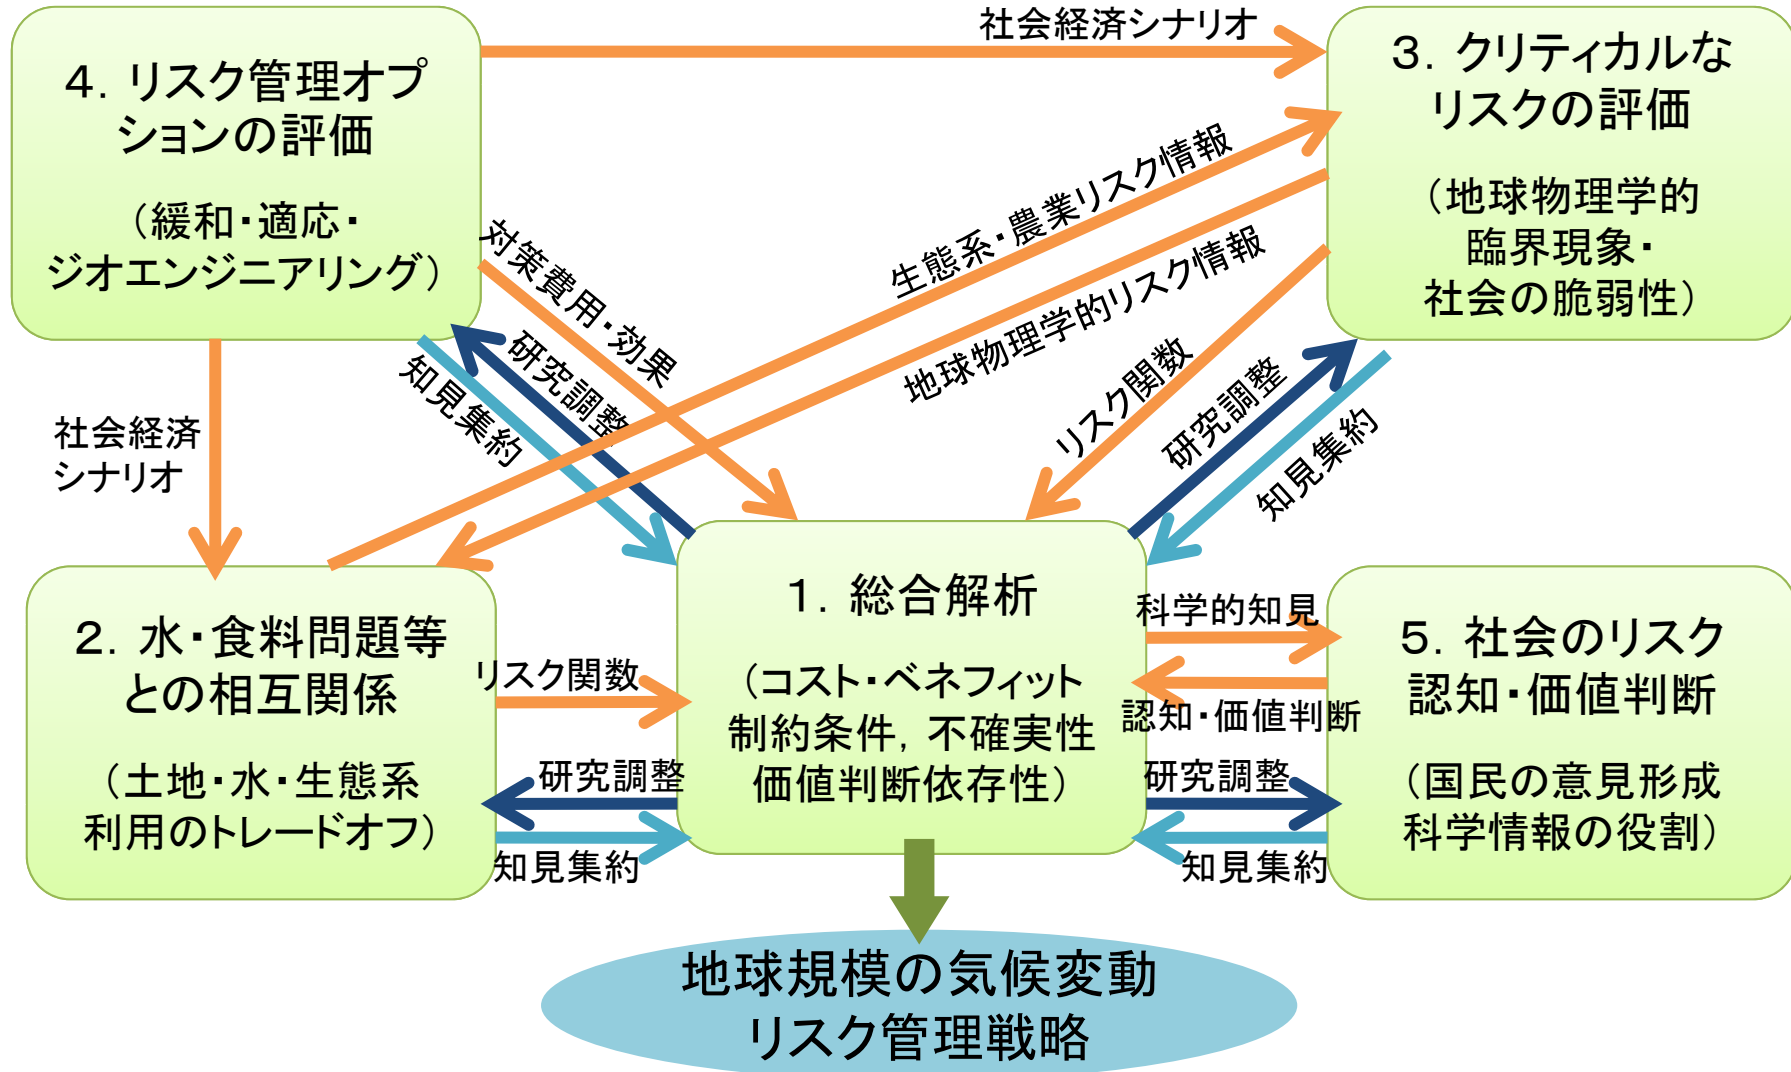 社会経済シナリオ
4．リスク管理オプ
ションの評価
（緩和・適応・
ジオエンジニアリング）
3．クリティカルな
リスクの評価
（地球物理学的
臨界現象・
社会の脆弱性）
生態系・農業リスク情報
地球物理学的リスク情報
対策費用・効果
研究調整
知見集約
リスク関数
研究調整
知見集約
社会経済
シナリオ
2．水・食料問題等
との相互関係
（土地・水・生態系
利用のトレードオフ）
リスク関数
研究調整
知見集約
1．総合解析
（コスト・ベネフィット
制約条件，不確実性
価値判断依存性）
科学的知見
認知・価値判断
研究調整
知見集約
5．社会のリスク
認知・価値判断
（国民の意見形成
科学情報の役割）
地球規模の気候変動
リスク管理戦略